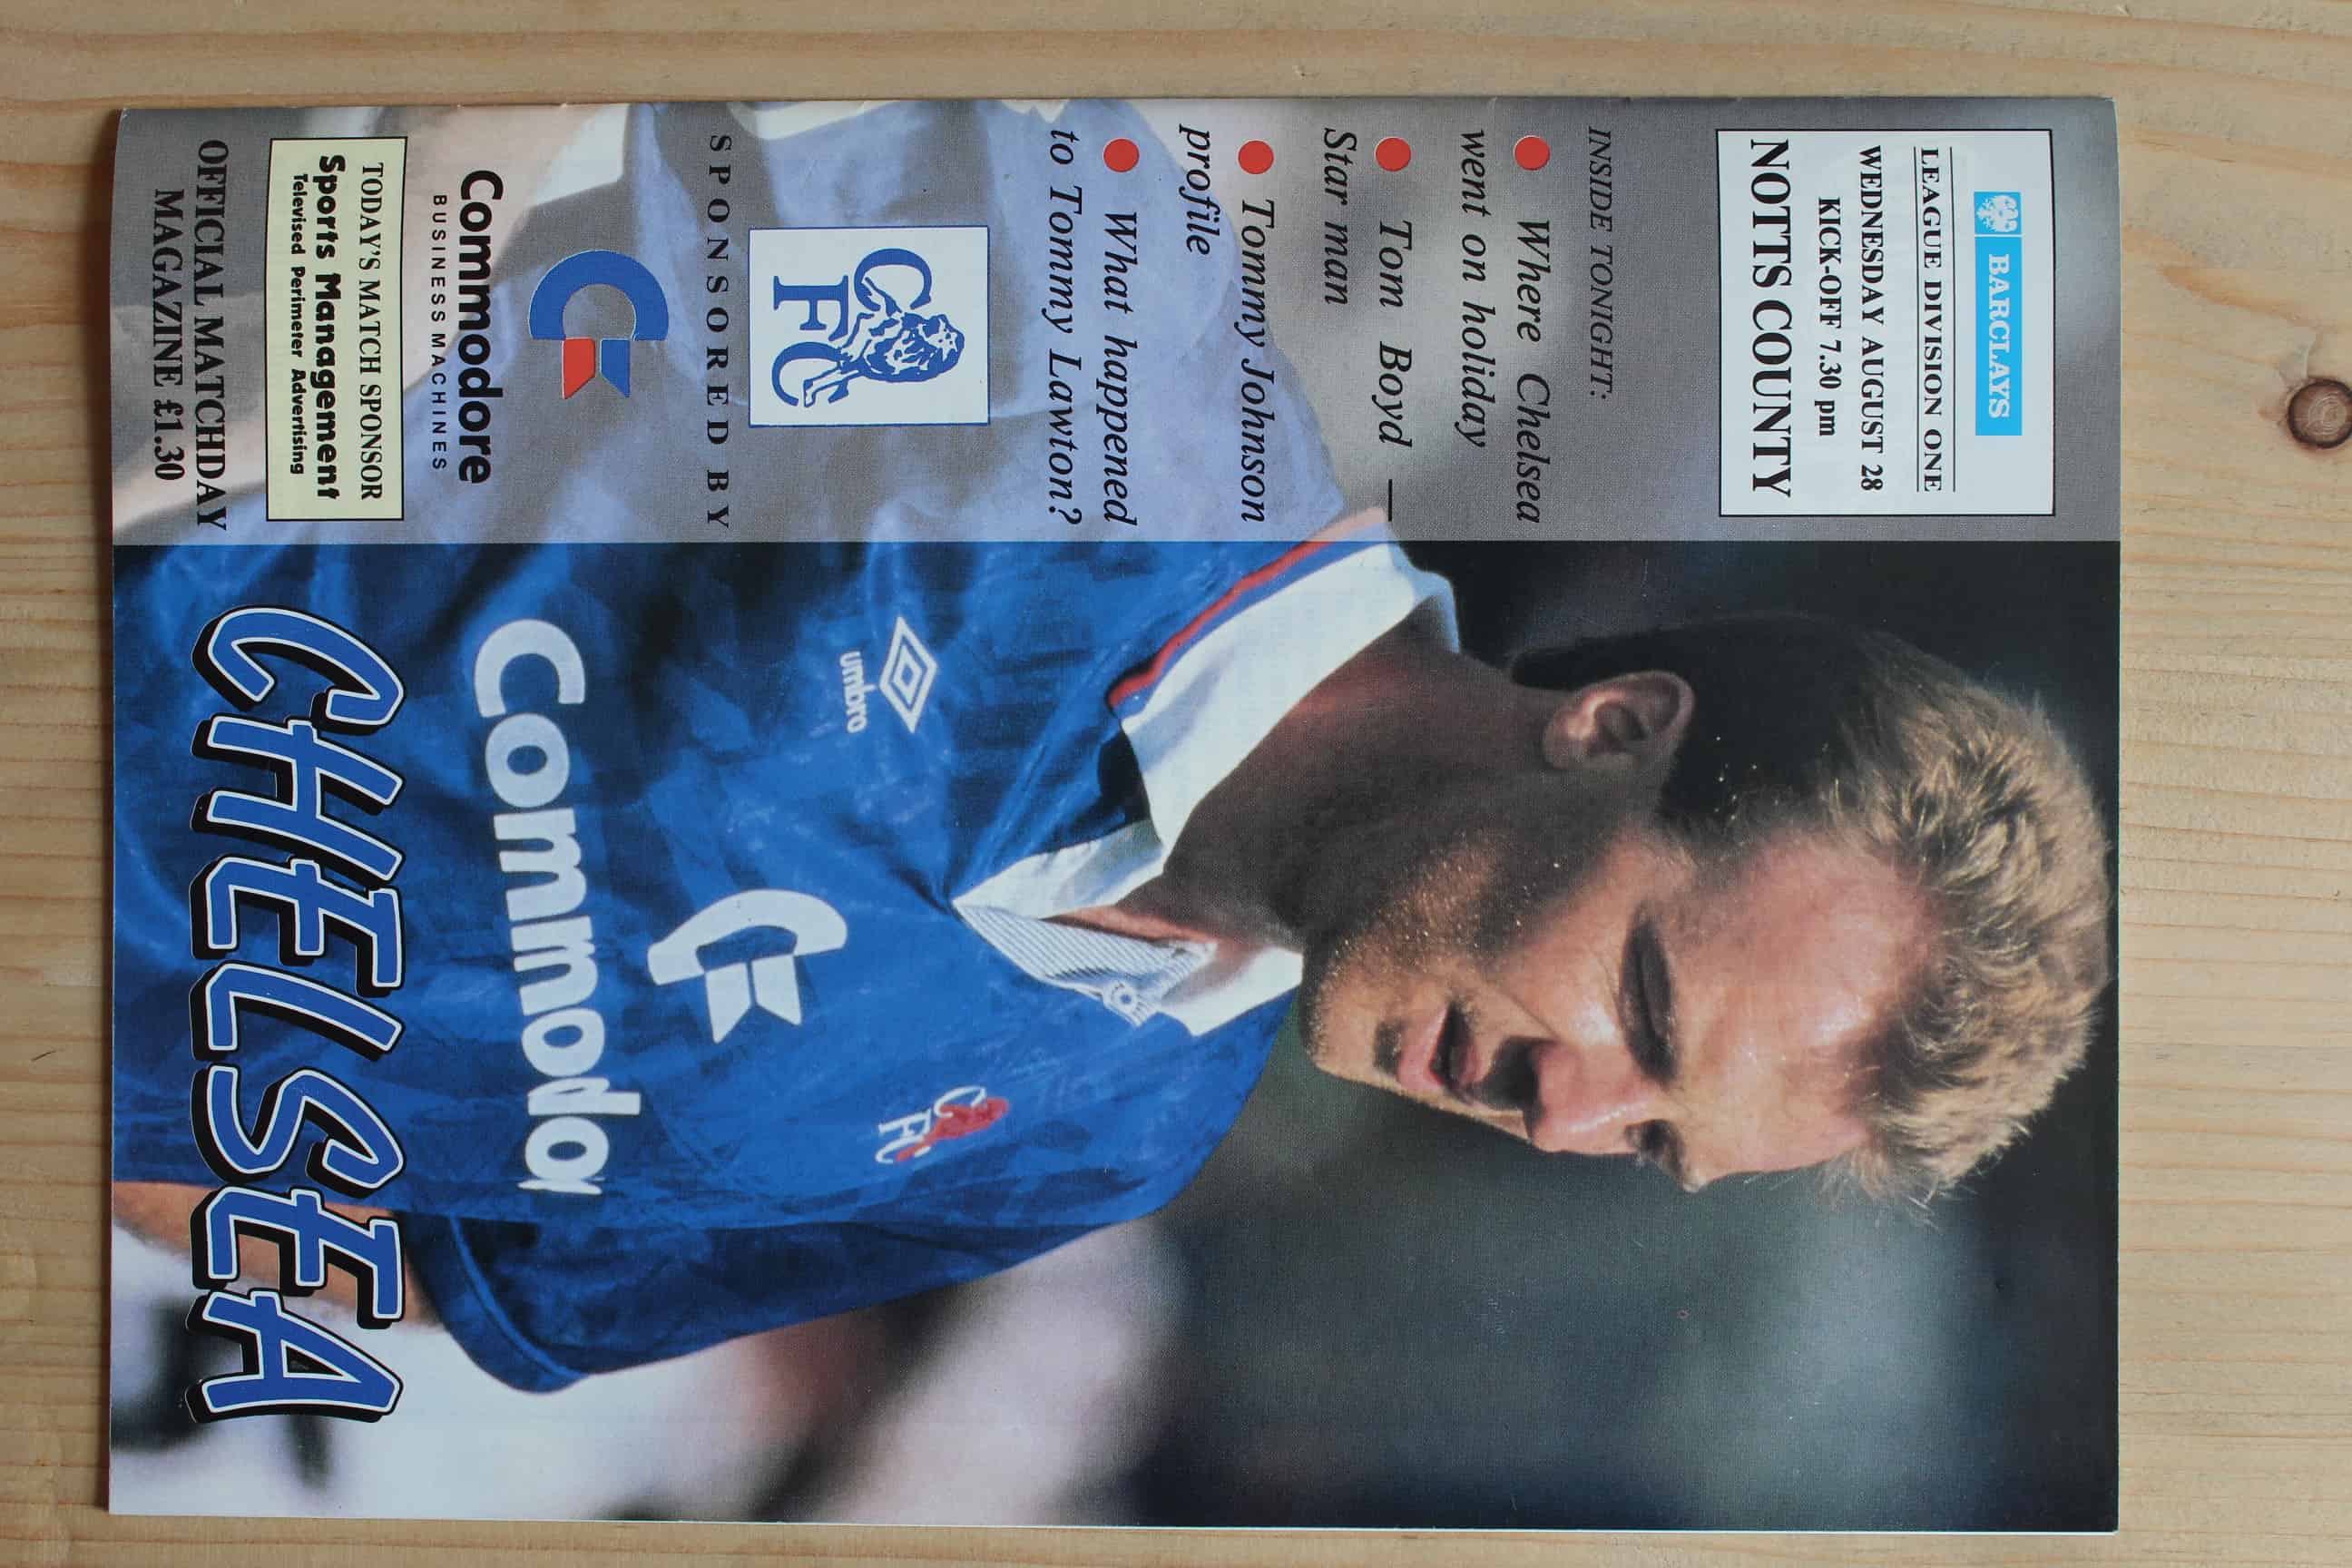 BARCLAYS
LEAGUE DIVISION ONE
WEDNESDAY AUGUST 28
KICK-OFF 7.30 pm
NOTTS COUNTY
INSIDE TONIGHT:
Where Chelsea
went on holiday
Tom Boyd —
Star man
Tommy Johnson
profile
What happened
to Tommy Lawton?
CFC
SPONSORED BY
Commodore
BUSINESS MACHINES
TODAY'S MATCH SPONSOR
Sports Management
Televised Perimeter Advertising
OFFICIAL MATCHDAY
MAGAZINE £1.30
umbro
CFC
Commodor
CHELSEA